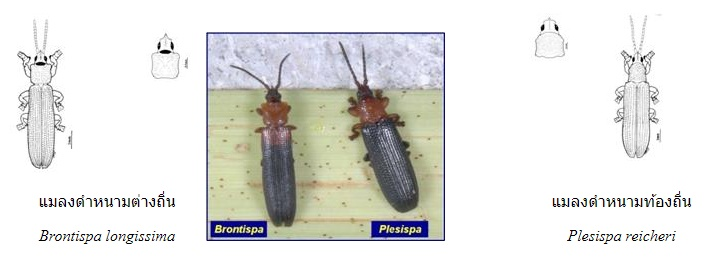 แมลงดำหนามต่างถิ่น
Brontispa longissima
Brontispa
Plesispa
แมลงดำหนามท้องถิ่น
Plesispa reicheri